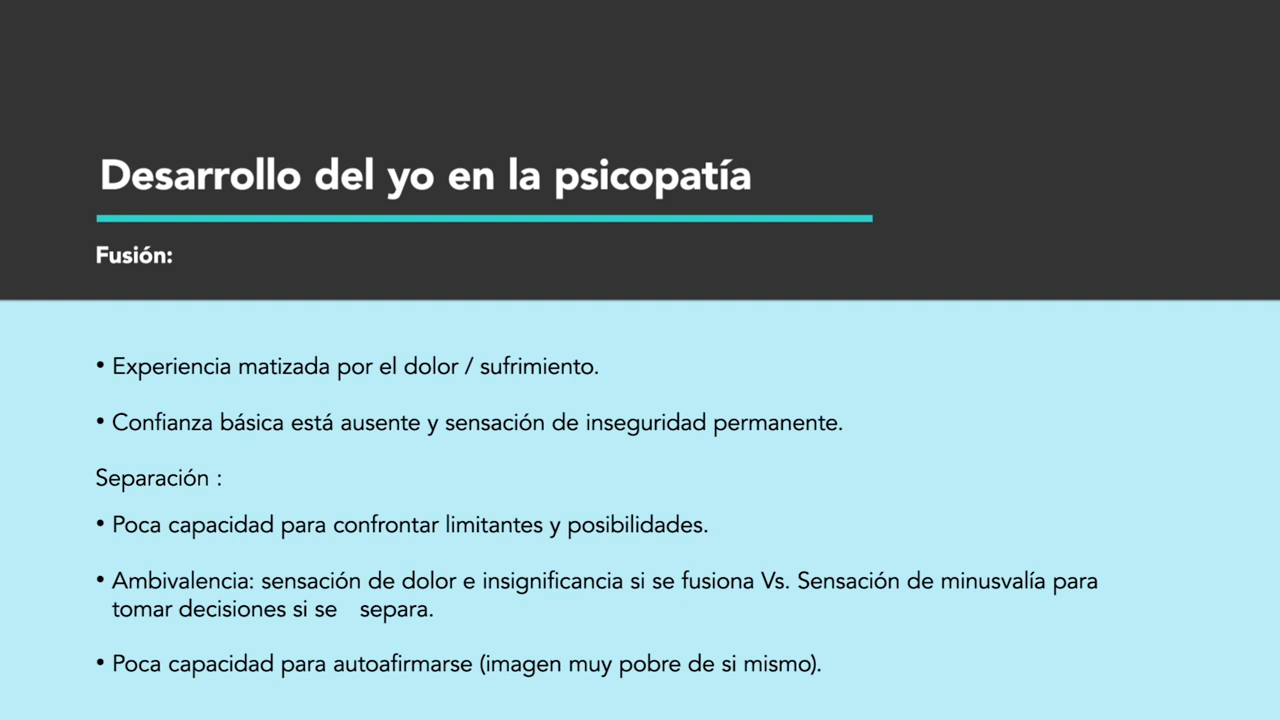 Desarrollo del yo en la psicopatía
Fusión:
• Experiencia matizada por el dolor / sufrimiento.
• Confianza básica está ausente y sensación de inseguridad permanente.
Separación :
• Poca capacidad para confrontar limitantes y posibilidades.
• Ambivalencia: sensación de dolor e insignificancia si se fusiona Vs. Sensación de minusvalía para
tomar decisiones si se separa.
• Poca capacidad para autoafirmarse (imagen muy pobre de si mismo).